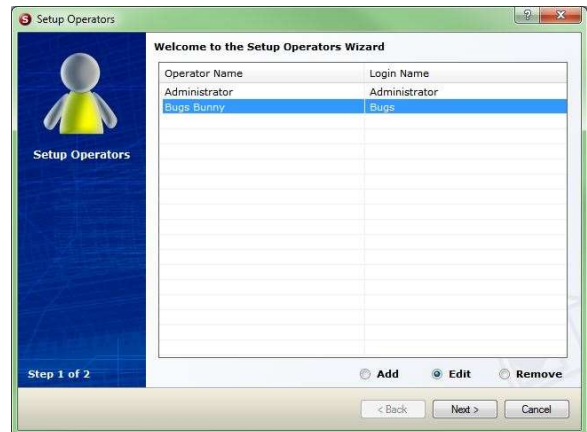 S Setup Operators
?
X
Welcome to the Setup Operators Wizard
Operator Name Login Name
Administrator Administrator
Bugs Bunny Bugs
Setup Operators
Step 1 of 2
Add Edit Remove
< Back Next > Cancel